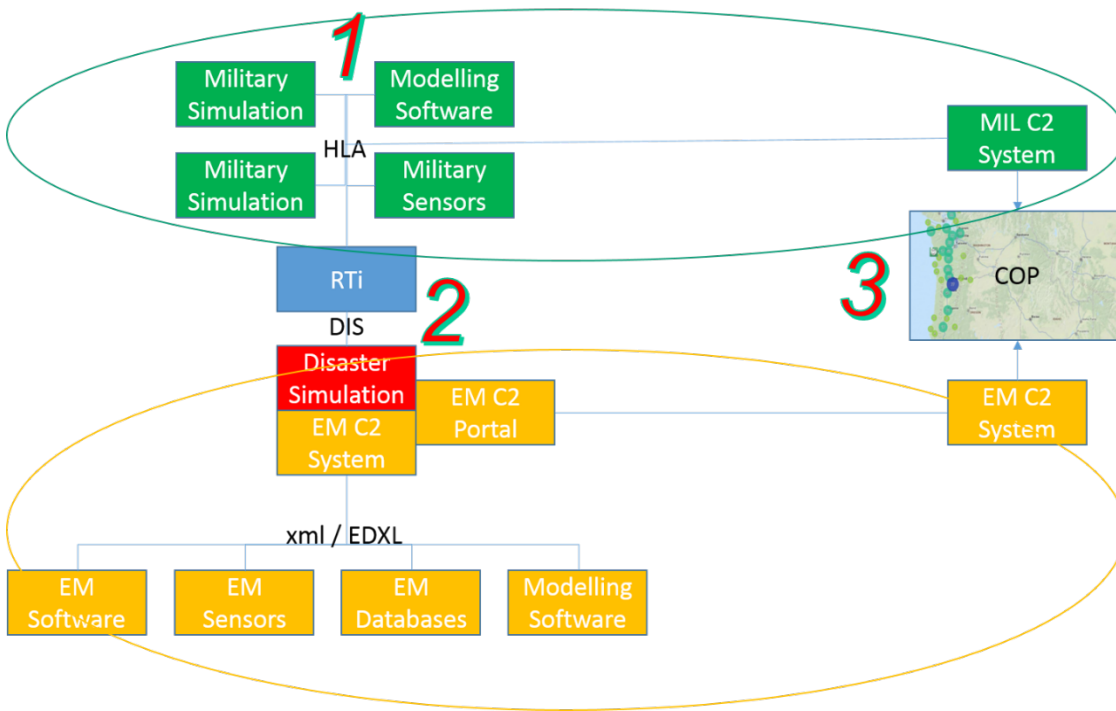 1
Military
Simulation
Modelling
Software
HLA
Military
Simulation
Military
Sensors
MIL C2
System
RTi
2
DIS
3
COP
Disaster
Simulation
EM C2
System
EM C2
Portal
EM C2
System
xml / EDXL
EM
Software
EM
Sensors
EM
Databases
Modelling
Software